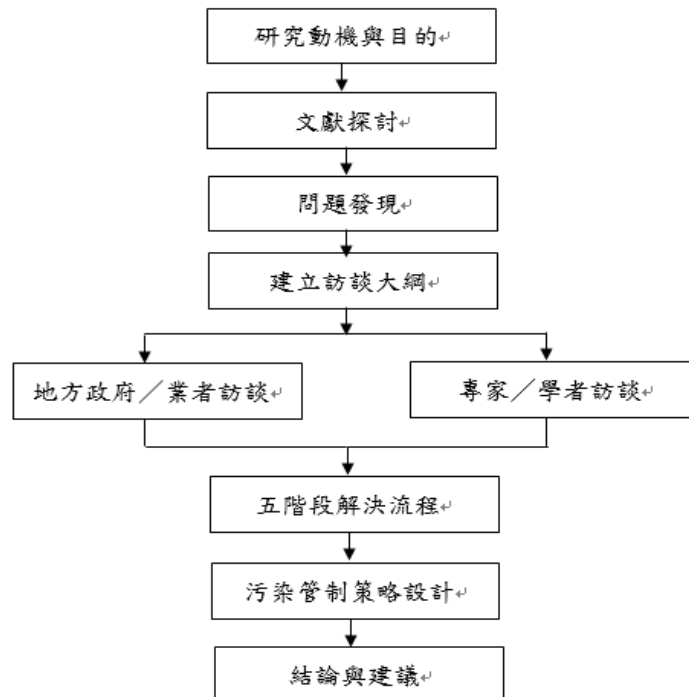 研究動機與目的
文獻探討
問題發現
建立訪談大綱
地方政府／業者訪談
專家／學者訪談
五階段解決流程
污染管制策略設計
結論與建議